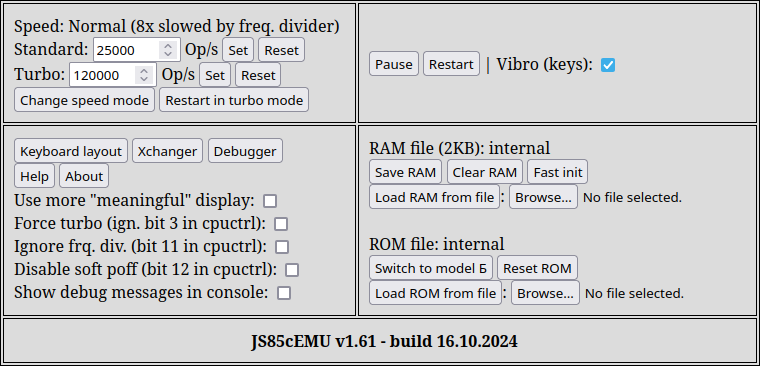 Speed: Normal (8x slowed by freq. divider)
Standard: 25000 Op/s Set Reset
Turbo: 120000 Op/s Set Reset
Change speed mode Restart in turbo mode
Pause Restart | Vibro (keys):
Keyboard layout Xchanger Debugger
Help About
Use more "meaningful" display:
Force turbo (ign. bit 3 in cpuctrl):
Ignore frq. div. (bit 11 in cpuctrl):
Disable soft poff (bit 12 in cpuctrl):
Show debug messages in console:
RAM file (2KB): internal
Save RAM Clear RAM Fast init
Load RAM from file : Browse... No file selected.
ROM file: internal
Switch to model Б Reset ROM
Load ROM from file : Browse... No file selected.
JS85cEMU v1.61 - build 16.10.2024